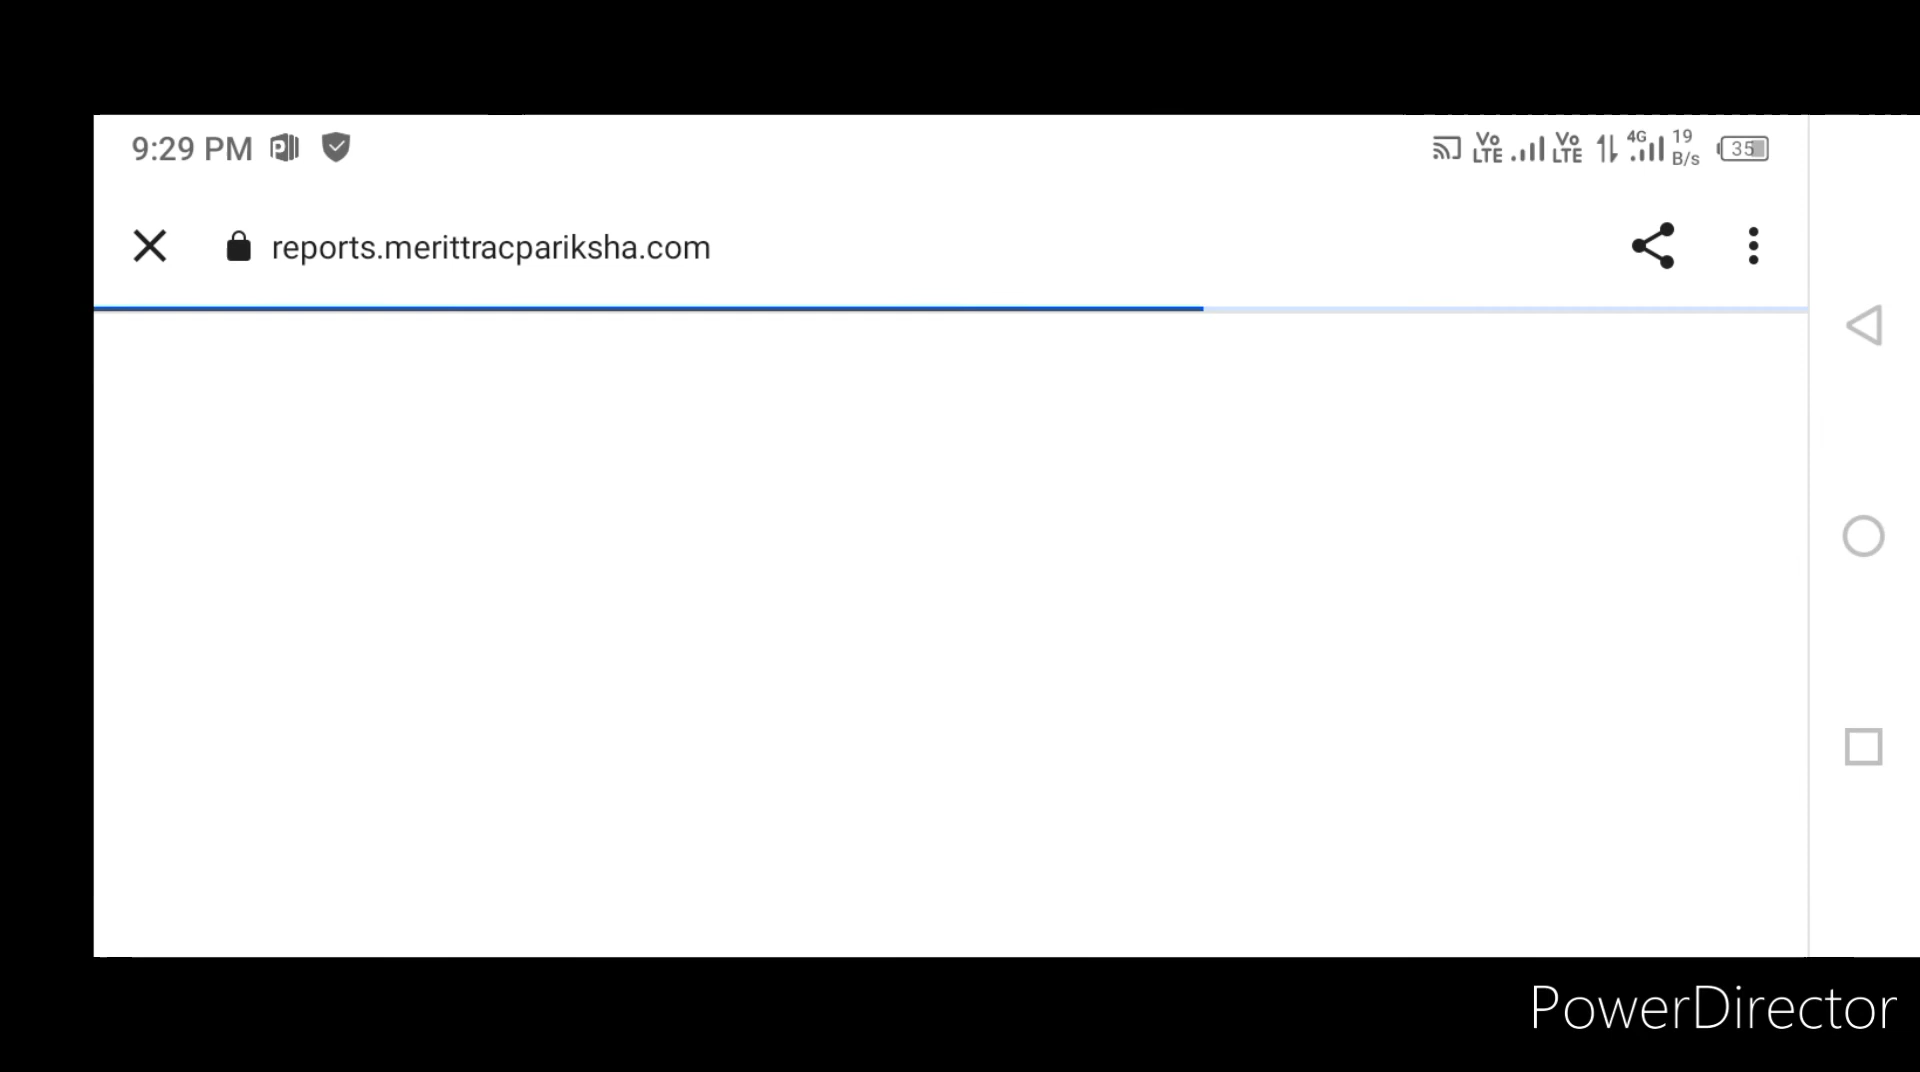 9:29 PM
Vo LTE Vo LTE 4G 19 B/s 35
reports.merittracpariksha.com
PowerDirector